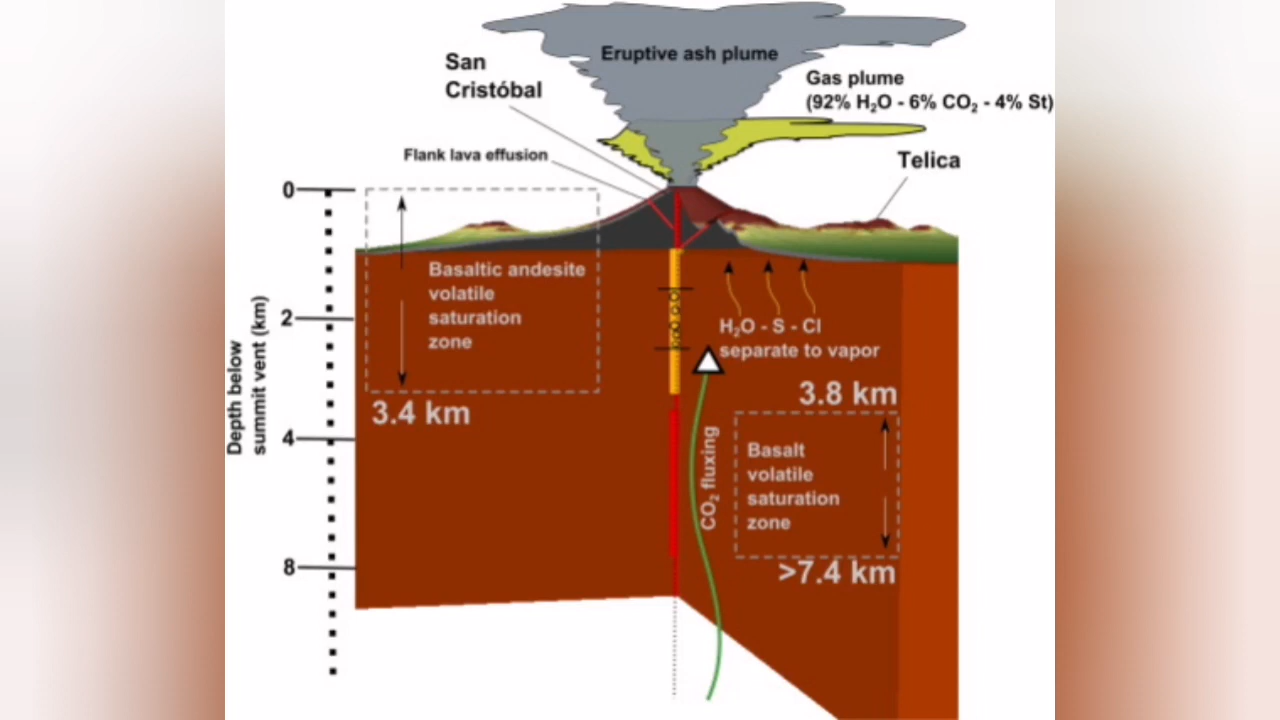 Eruptive ash plume
San
Cristóbal
Gas plume
(92% H₂O - 6% CO₂ - 4% St)
Flank lava effusion
Telica
0
2
4
8
Depth below
summit vent (km)
Basaltic andesite
volatile
saturation
zone
3.4 km
H₂O - S - Cl
separate to vapor
3.8 km
CO₂ fluxing
Basalt
volatile
saturation
zone
>7.4 km